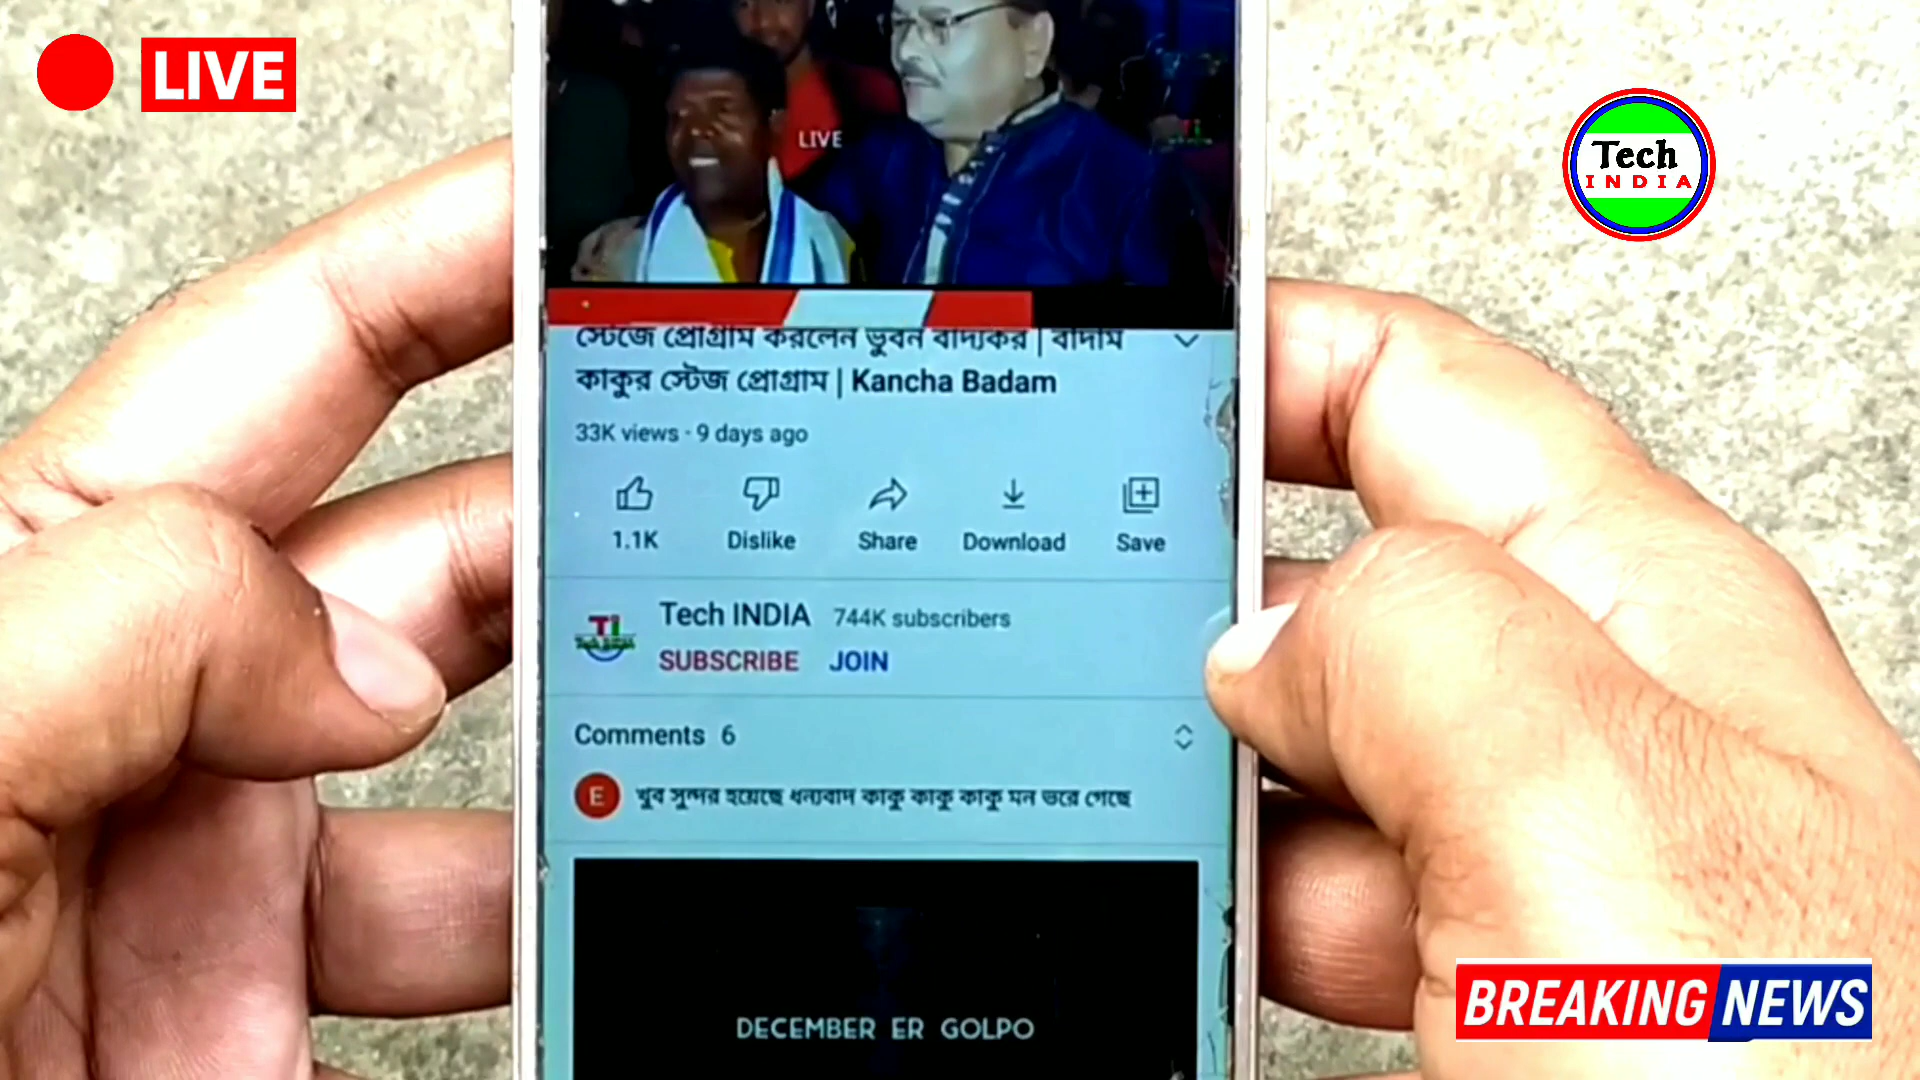 LIVE
Tech
INDIA
LIVE
স্টেজে প্রোগ্রাম করলেন ভুবন বাদ্যকর | বাদাম
কাকুর স্টেজ প্রোগ্রাম | Kancha Badam
33K views · 9 days ago
1.1K Dislike Share Download Save
Tech INDIA 744K subscribers
SUBSCRIBE JOIN
Comments 6
E খুব সুন্দর হয়েছে ধন্যবাদ কাকু কাকু কাকু মন ভরে গেছে
DECEMBER ER GOLPO
BREAKING NEWS